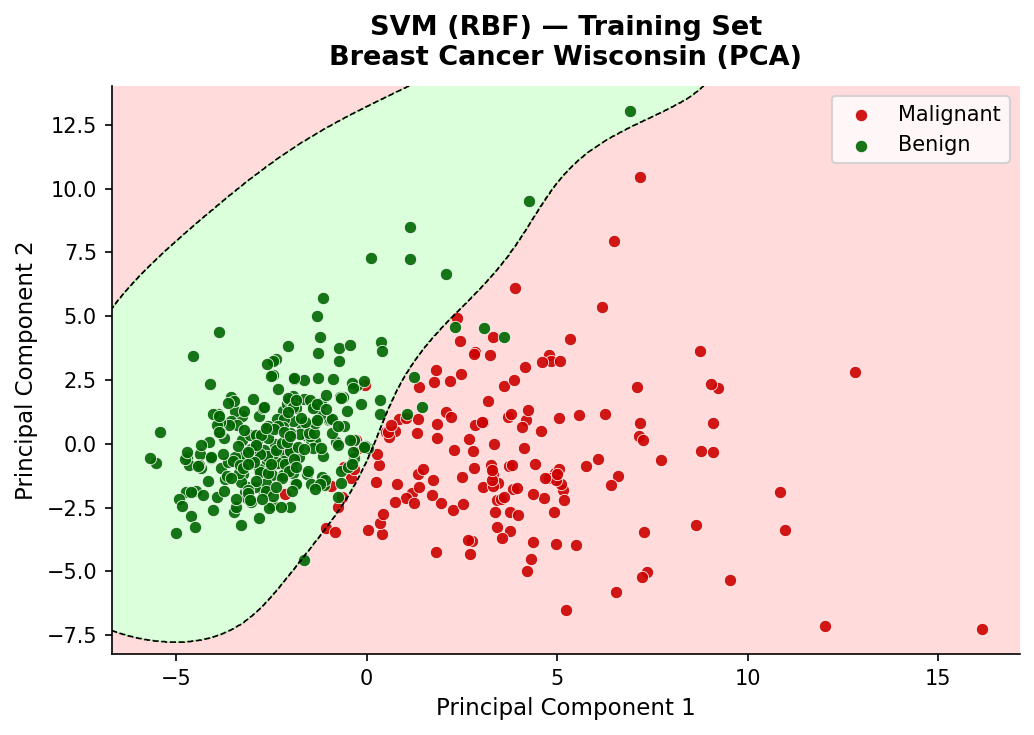 SVM (RBF) — Training Set
Breast Cancer Wisconsin (PCA)
Malignant
Benign
Principal Component 2
12.5
10.0
7.5
5.0
2.5
0.0
−2.5
−5.0
−7.5
−5
0
5
10
15
Principal Component 1